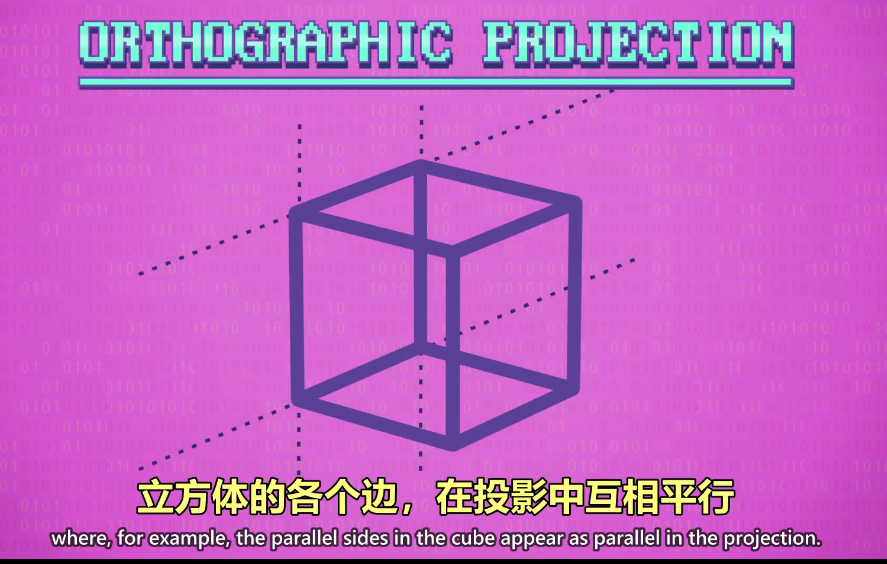 ORTHOGRAPHIC PROJECTION
立方体的各个边，在投影中互相平行
where, for example, the parallel sides in the cube appear as parallel in the projection.